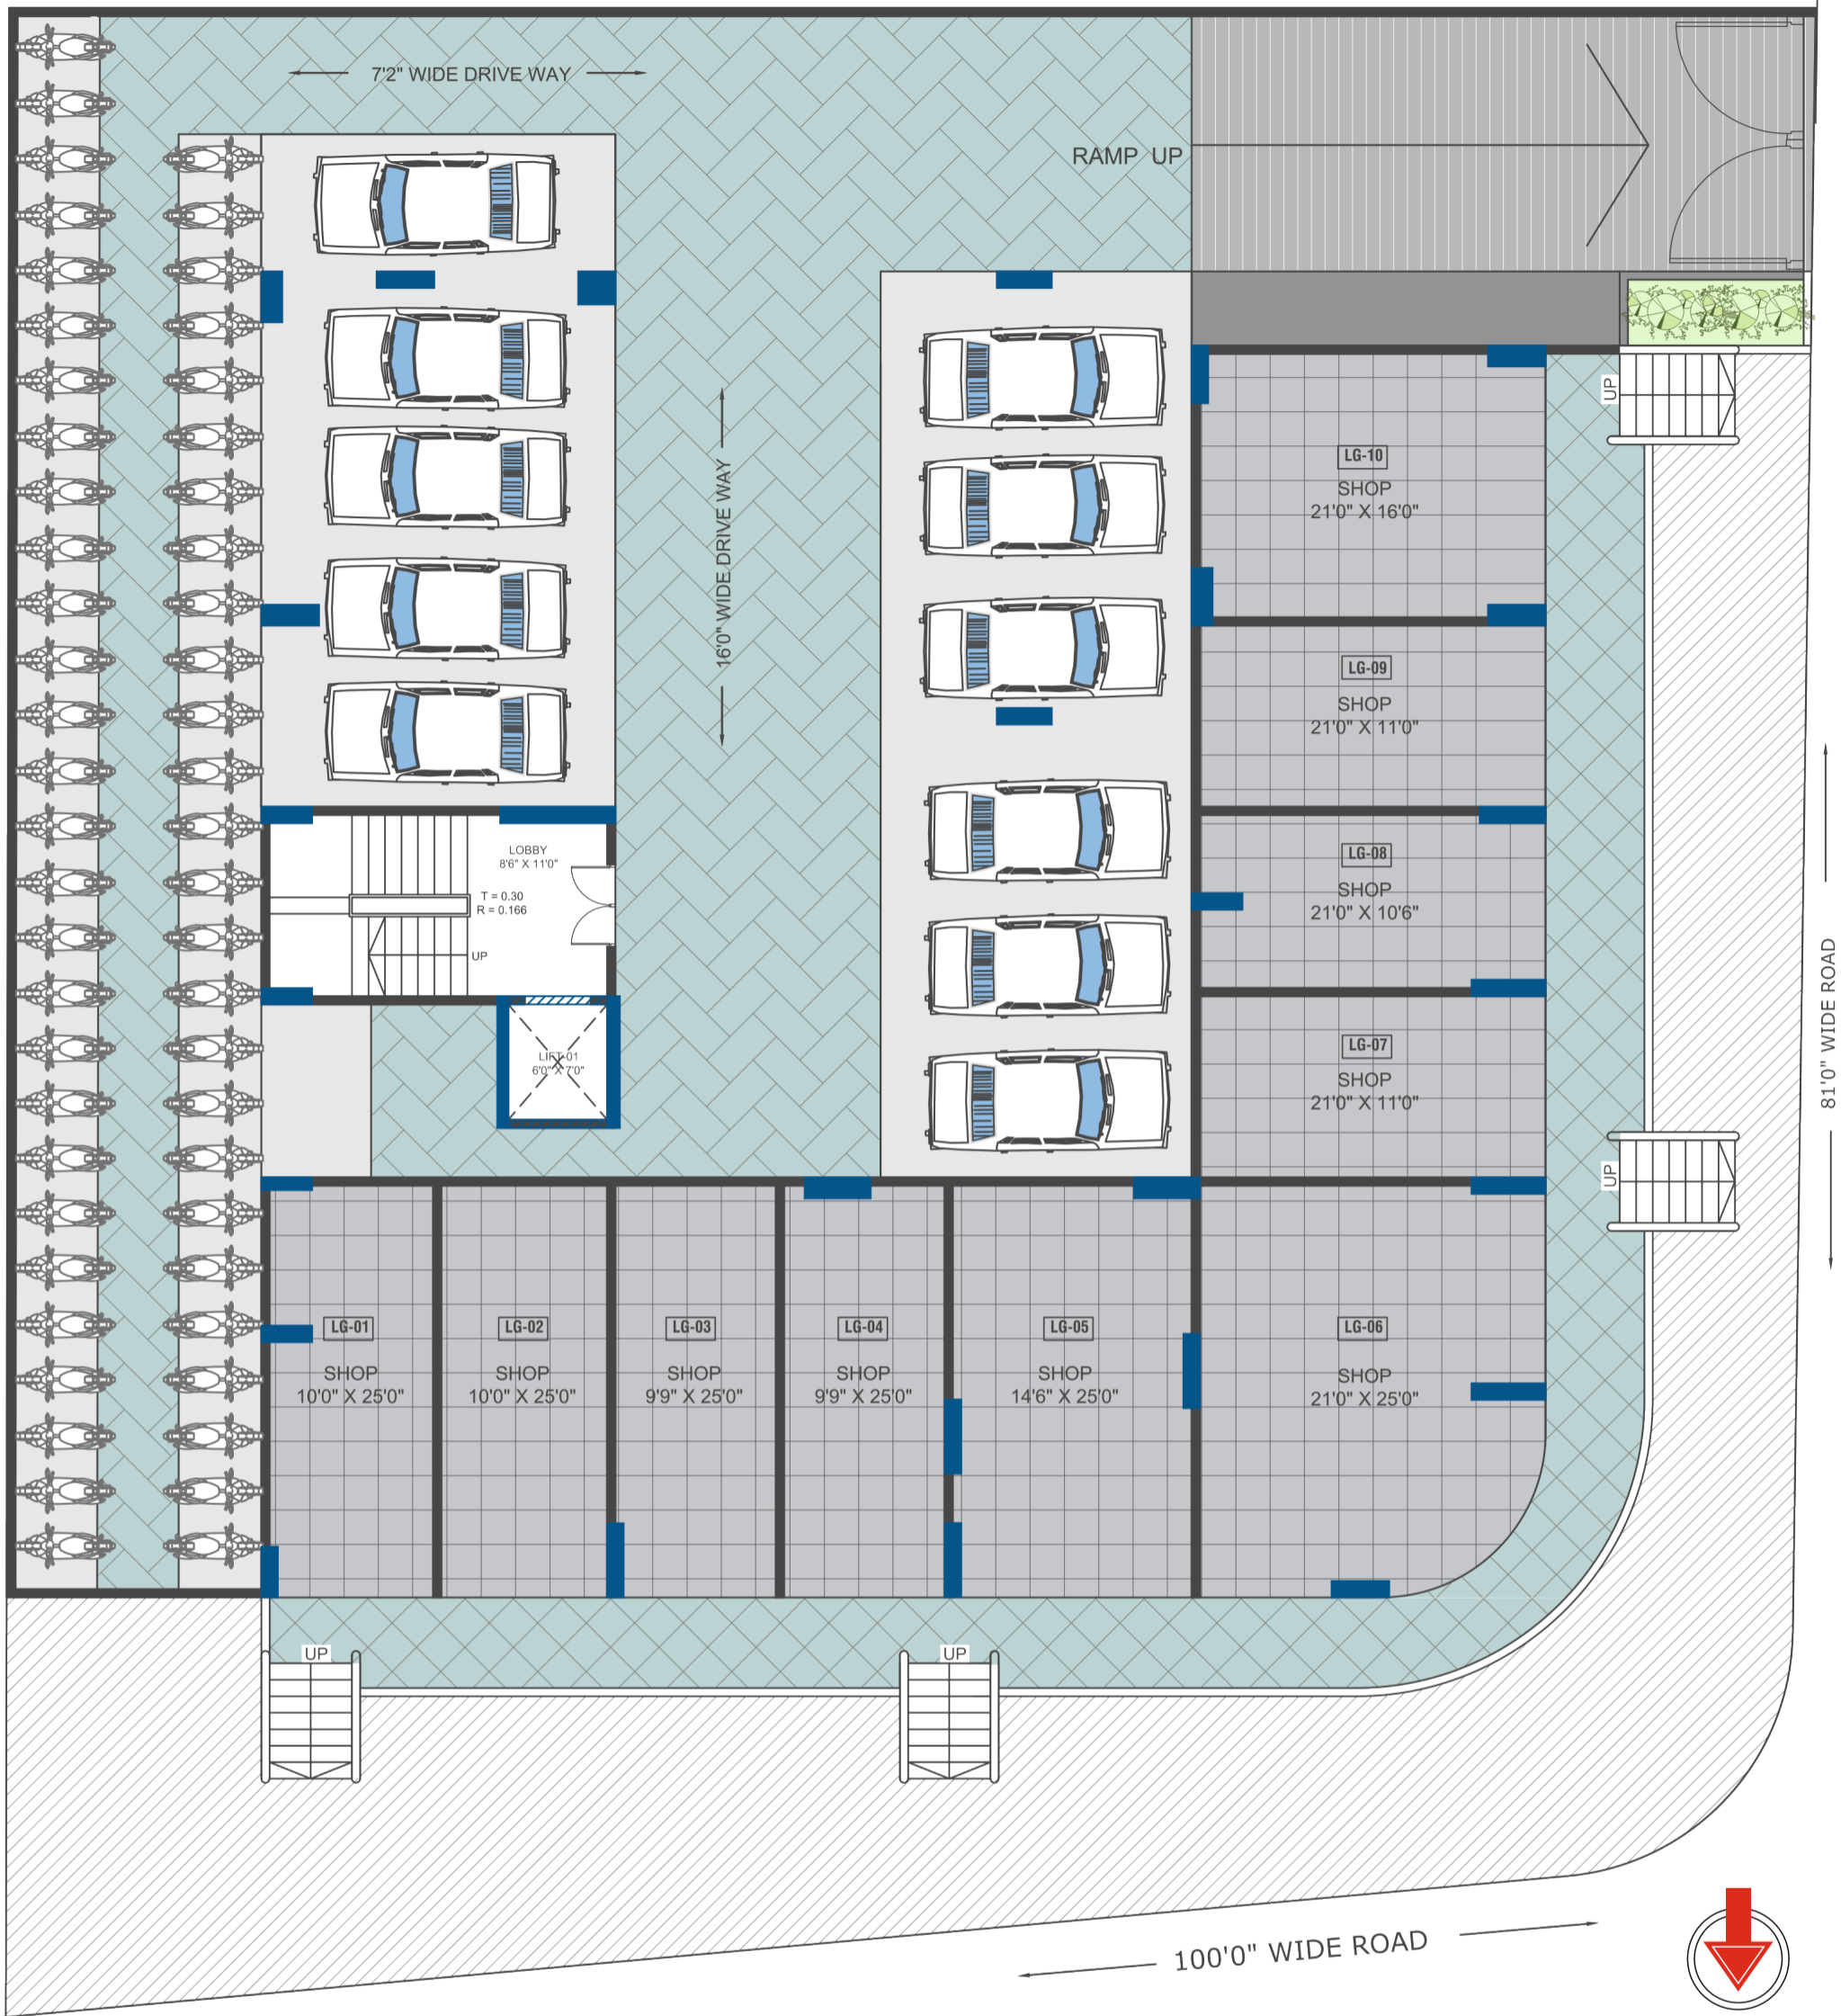 7'2" WIDE DRIVE WAY
RAMP UP
16'0" WIDE DRIVE WAY
UP
LG-10
SHOP
21'0" X 16'0"
LG-09
SHOP
21'0" X 11'0"
LOBBY
8'6" X 11'0"
T = 0.30
R = 0.166
UP
LG-08
SHOP
21'0" X 10'6"
LIFT-01
6'0" X 7'0"
LG-07
SHOP
21'0" X 11'0"
UP
81'0" WIDE ROAD
LG-01
SHOP
10'0" X 25'0"
LG-02
SHOP
10'0" X 25'0"
LG-03
SHOP
9'9" X 25'0"
LG-04
SHOP
9'9" X 25'0"
LG-05
SHOP
14'6" X 25'0"
LG-06
SHOP
21'0" X 25'0"
UP
UP
100'0" WIDE ROAD